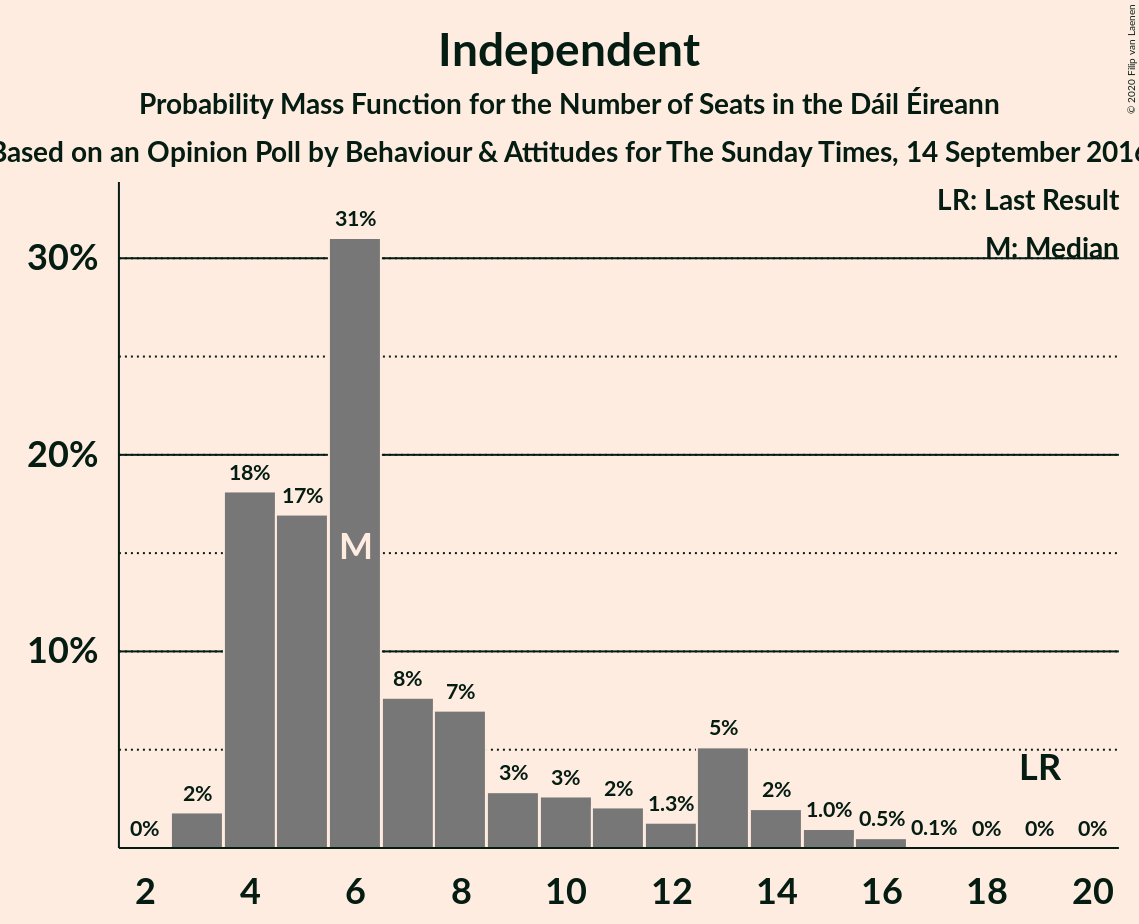 Independent
Probability Mass Function for the Number of Seats in the Dáil Éireann
Based on an Opinion Poll by Behaviour & Attitudes for The Sunday Times, 14 September 2016
© 2020 Filip van Laenen
LR: Last Result
M: Median
30%
20%
10%
0%
2%
18%
17%
31%
8%
7%
3%
3%
2%
1.3%
5%
2%
1.0%
0.5%
0.1%
0%
0%
0%
M
LR
2 4 6 8 10 12 14 16 18 20